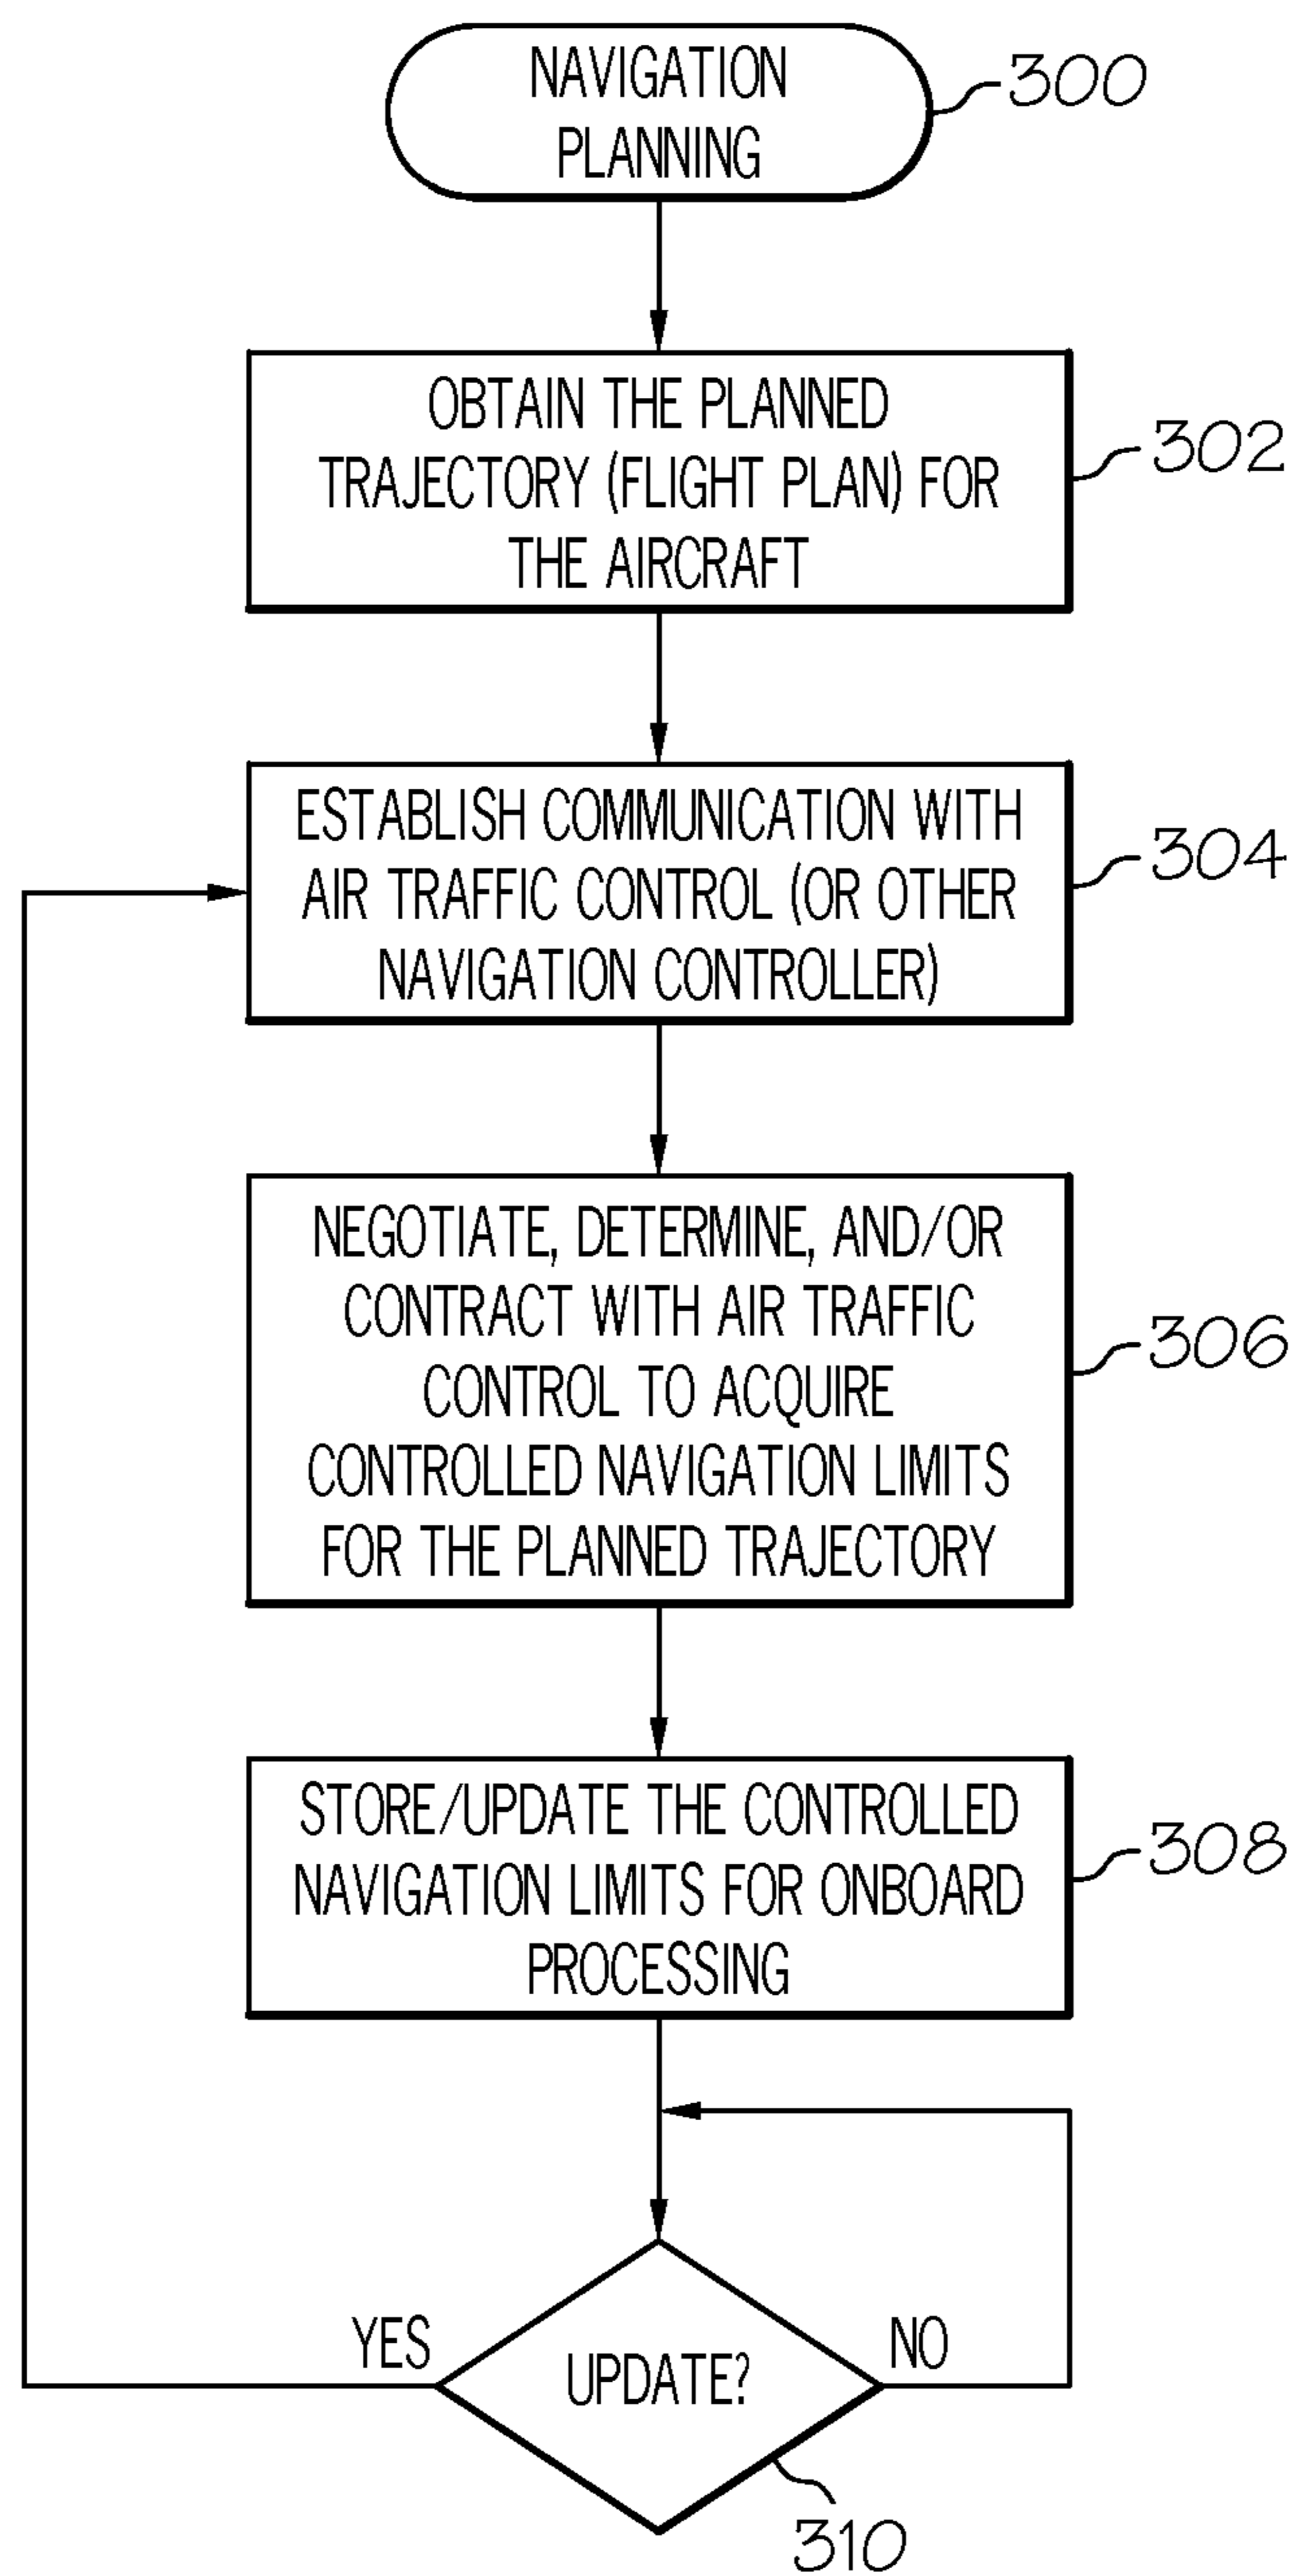 NAVIGATION
PLANNING
300
OBTAIN THE PLANNED
TRAJECTORY (FLIGHT PLAN) FOR
THE AIRCRAFT
302
ESTABLISH COMMUNICATION WITH
AIR TRAFFIC CONTROL (OR OTHER
NAVIGATION CONTROLLER)
304
NEGOTIATE, DETERMINE, AND/OR
CONTRACT WITH AIR TRAFFIC
CONTROL TO ACQUIRE
CONTROLLED NAVIGATION LIMITS
FOR THE PLANNED TRAJECTORY
306
STORE/UPDATE THE CONTROLLED
NAVIGATION LIMITS FOR ONBOARD
PROCESSING
308
YES
UPDATE?
NO
310